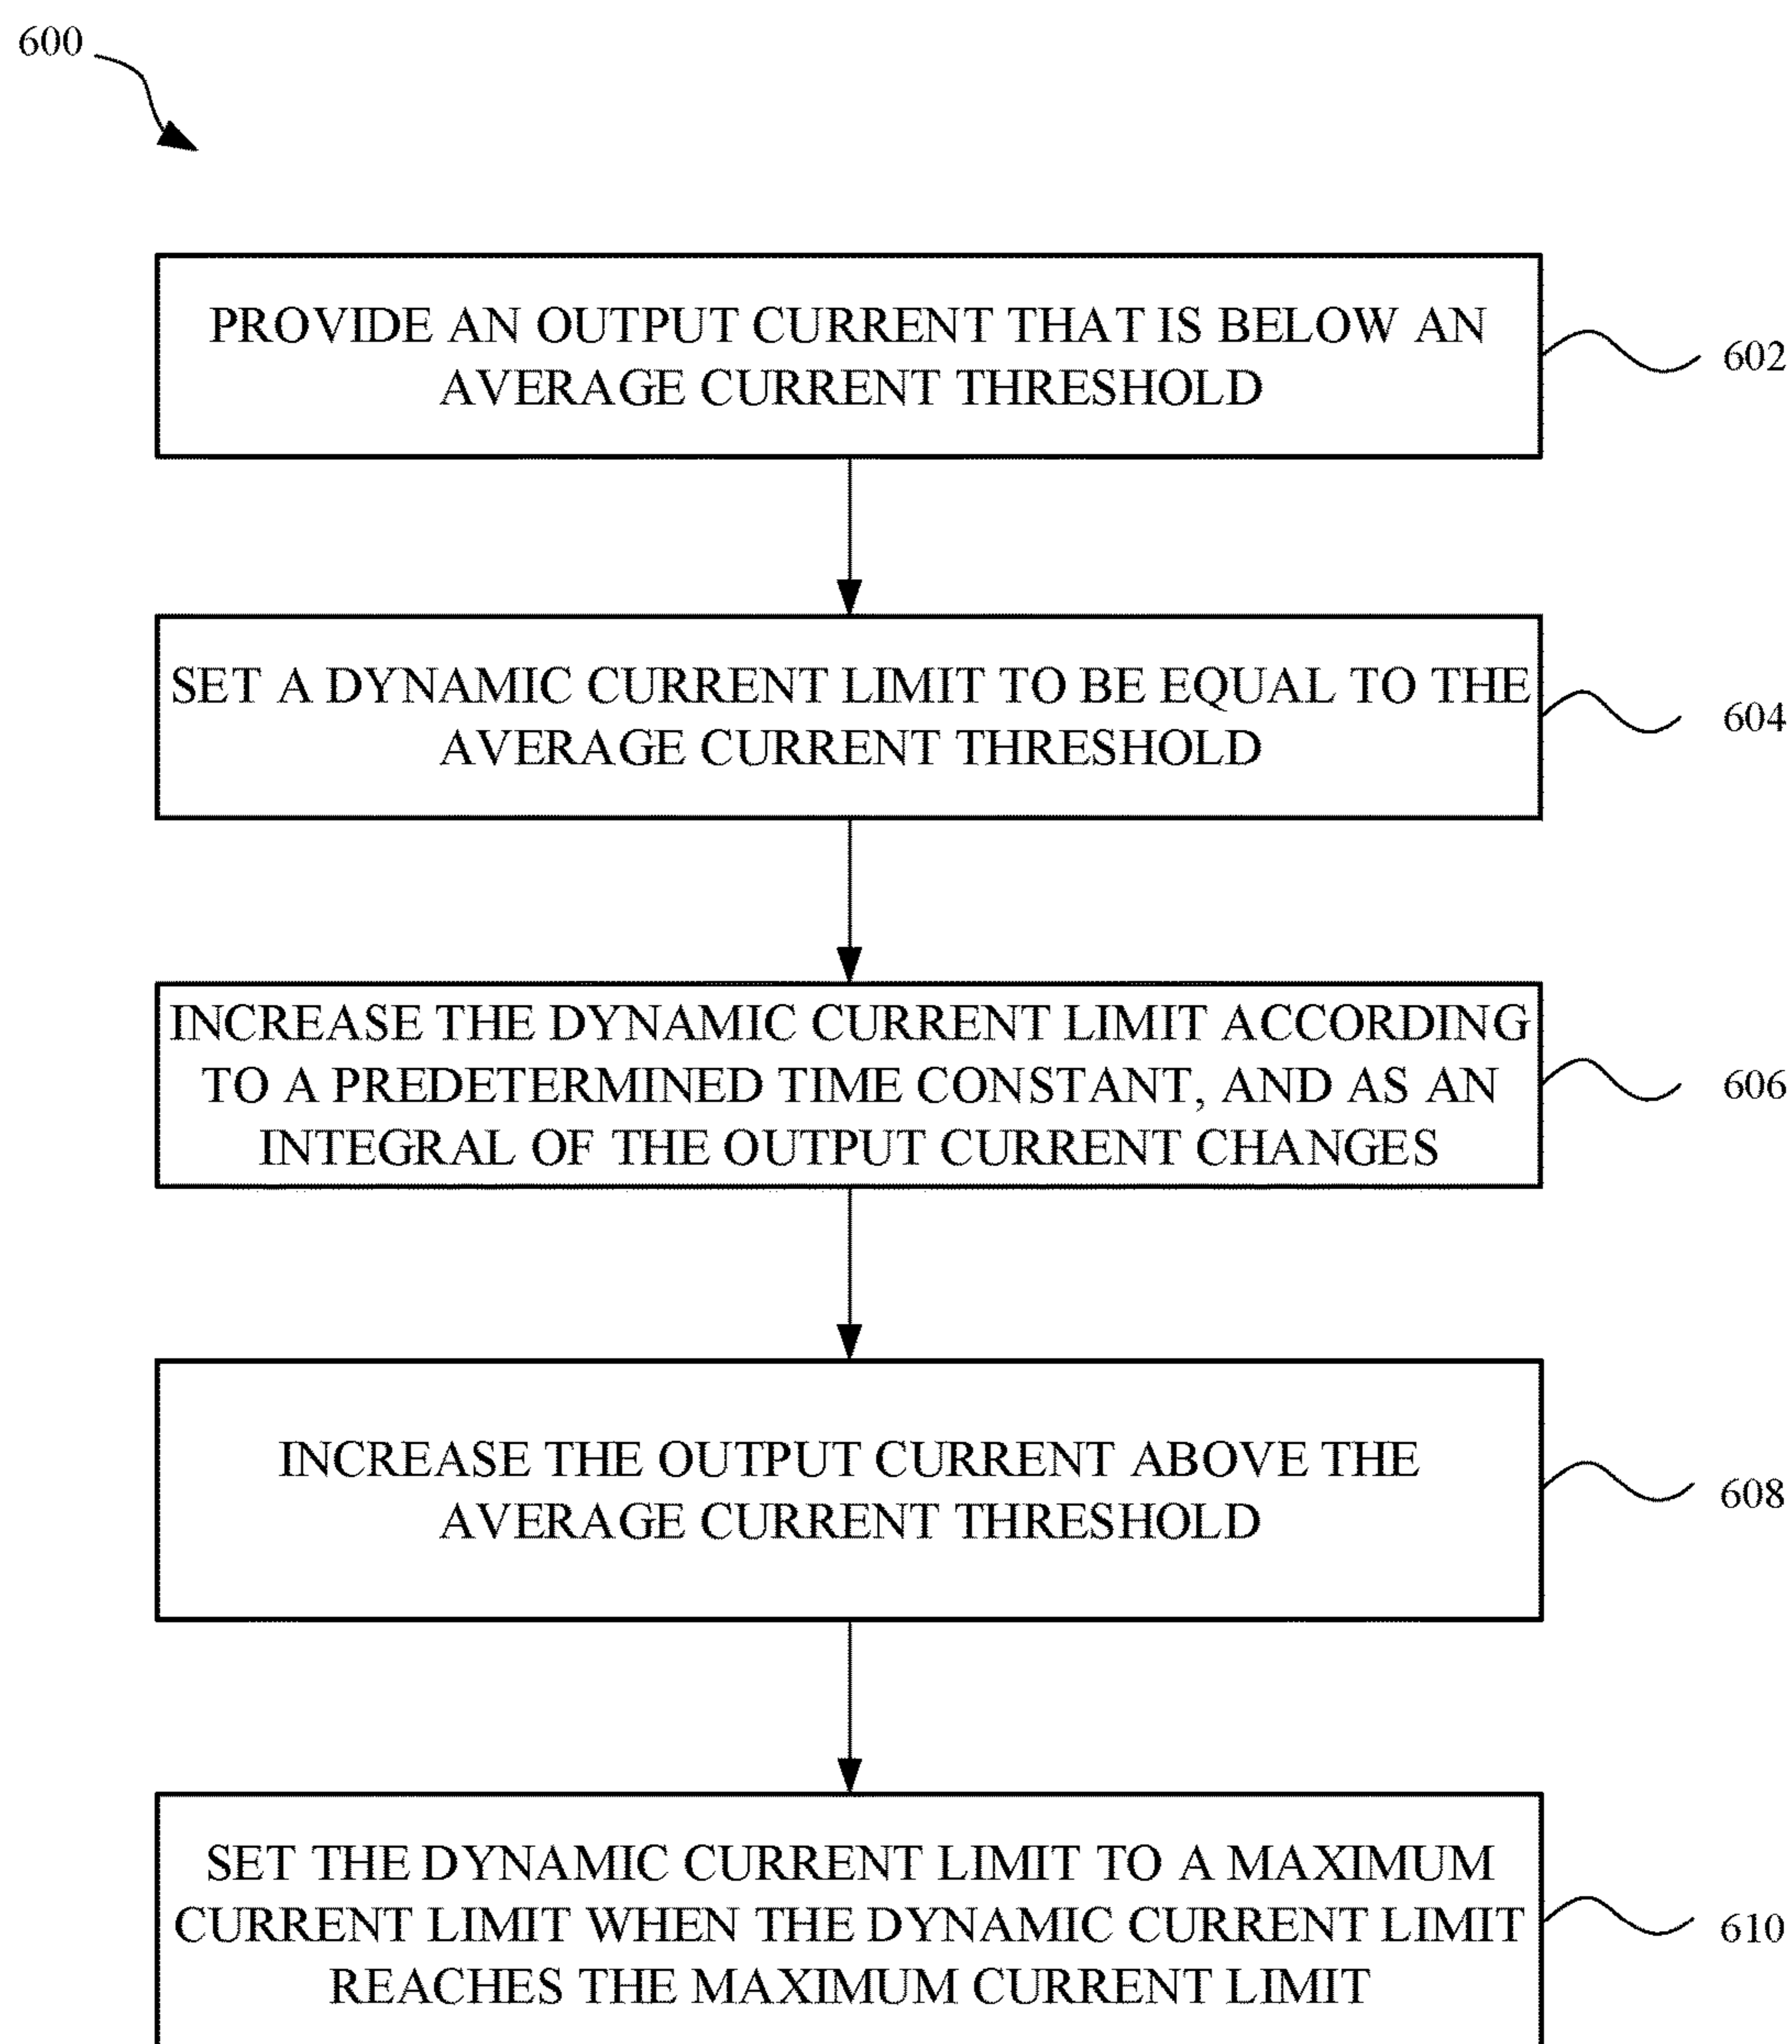 600
PROVIDE AN OUTPUT CURRENT THAT IS BELOW AN
AVERAGE CURRENT THRESHOLD
602
SET A DYNAMIC CURRENT LIMIT TO BE EQUAL TO THE
AVERAGE CURRENT THRESHOLD
604
INCREASE THE DYNAMIC CURRENT LIMIT ACCORDING
TO A PREDETERMINED TIME CONSTANT, AND AS AN
INTEGRAL OF THE OUTPUT CURRENT CHANGES
606
INCREASE THE OUTPUT CURRENT ABOVE THE
AVERAGE CURRENT THRESHOLD
608
SET THE DYNAMIC CURRENT LIMIT TO A MAXIMUM
CURRENT LIMIT WHEN THE DYNAMIC CURRENT LIMIT
REACHES THE MAXIMUM CURRENT LIMIT
610